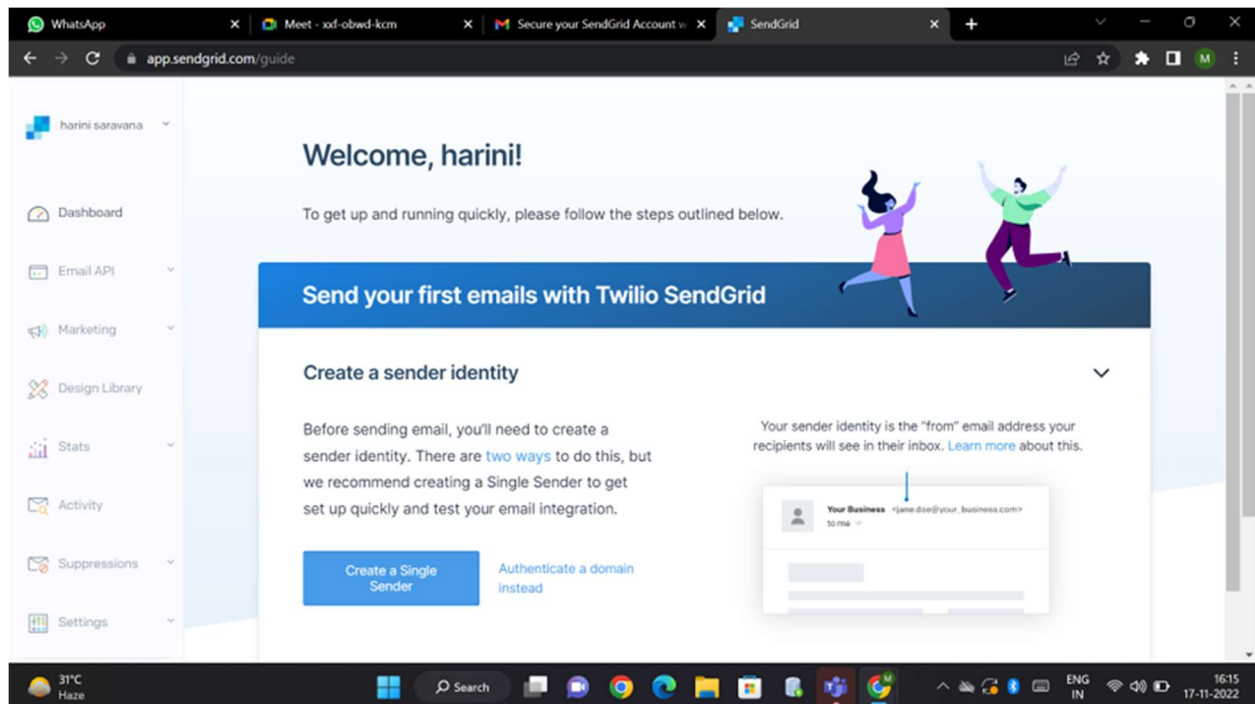 WhatsApp
Meet - xxf-obwd-kcm
Secure your SendGrid Account w
SendGrid
app.sendgrid.com/guide
M
harini saravana
Dashboard
Email API
Marketing
Design Library
Stats
Activity
Suppressions
Settings
Welcome, harini!
To get up and running quickly, please follow the steps outlined below.
Send your first emails with Twilio SendGrid
Create a sender identity
Before sending email, you'll need to create a
sender identity. There are two ways to do this, but
we recommend creating a Single Sender to get
set up quickly and test your email integration.
Create a Single
Sender
Authenticate a domain
instead
Your sender identity is the "from" email address your
recipients will see in their inbox. Learn more about this.
Your Business <jane.doe@your_business.com>
to me
31°C
Haze
Search
M
ENG
IN
16:15
17-11-2022